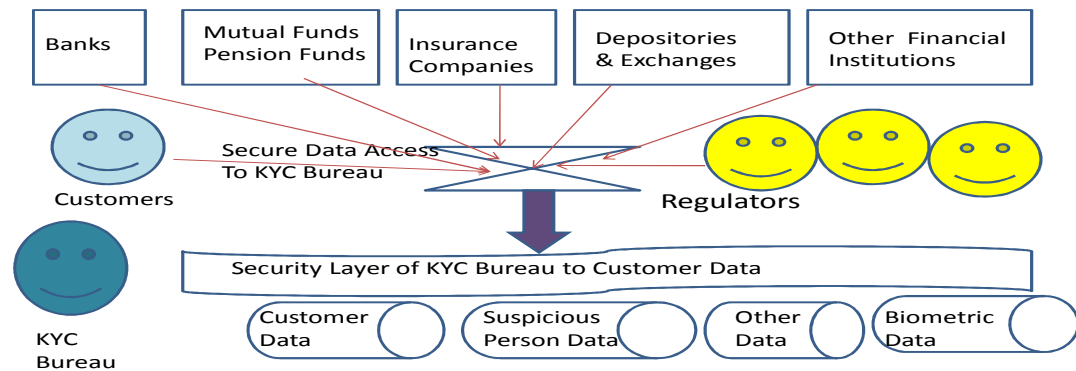 Banks
Mutual Funds
Pension Funds
Insurance
Companies
Depositories
& Exchanges
Other Financial
Institutions
Secure Data Access
To KYC Bureau
Customers
Regulators
Security Layer of KYC Bureau to Customer Data
KYC
Bureau
Customer
Data
Suspicious
Person Data
Other
Data
Biometric
Data